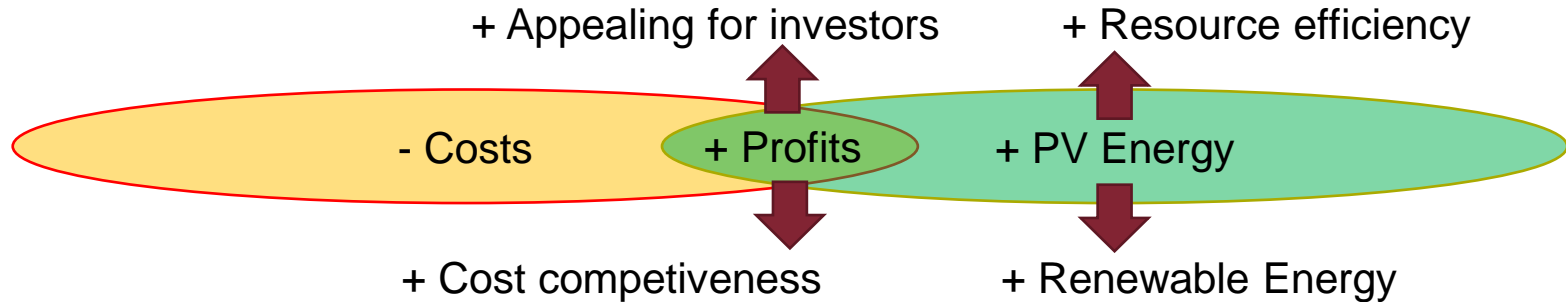 + Appealing for investors
+ Resource efficiency
- Costs
+ Profits
+ PV Energy
+ Cost competiveness
+ Renewable Energy